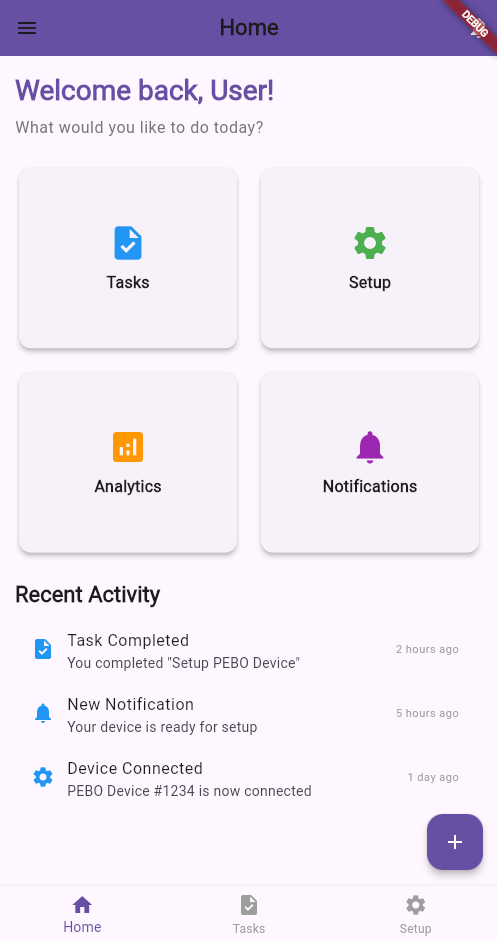 Home
DEBUG
Welcome back, User!
What would you like to do today?
Tasks
Setup
Analytics
Notifications
Recent Activity
Task Completed
You completed "Setup PEBO Device"
2 hours ago
New Notification
Your device is ready for setup
5 hours ago
Device Connected
PEBO Device #1234 is now connected
1 day ago
Home
Tasks
Setup